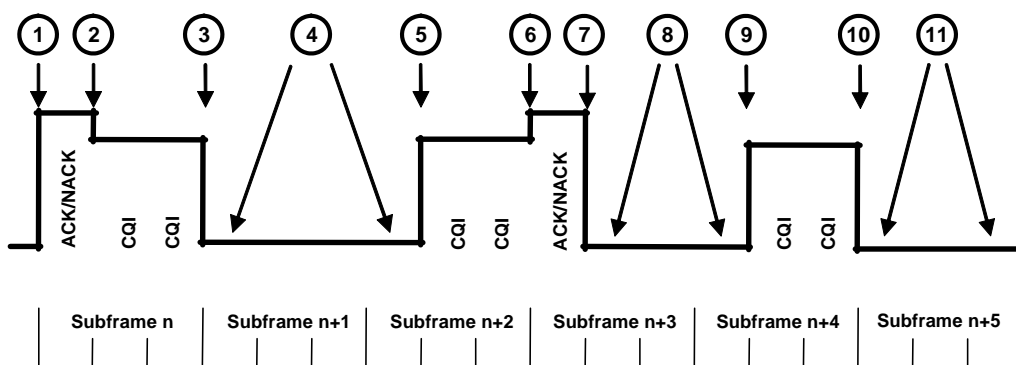 1 2 3 4 5 6 7 8 9 10 11
ACK/NACK
CQI
CQI
CQI
CQI
ACK/NACK
CQI
CQI
Subframe n Subframe n+1 Subframe n+2 Subframe n+3 Subframe n+4 Subframe n+5